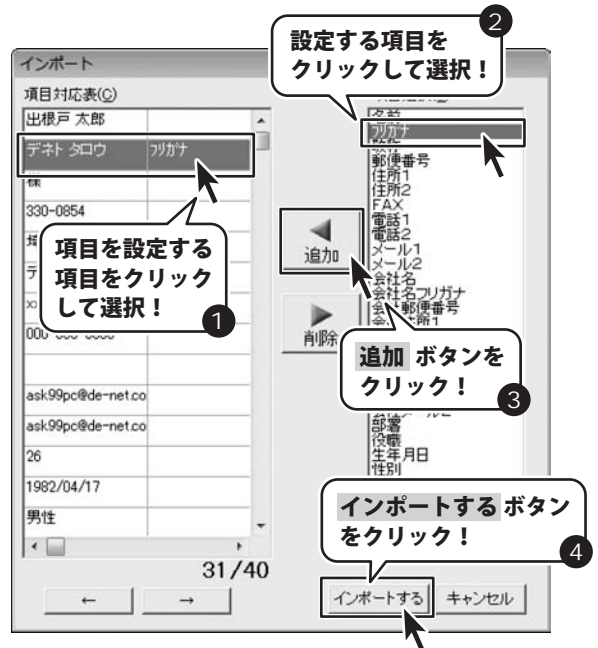 2
設定する項目を
クリックして選択！
インポート
項目対応表(C)
出根戸 太郎
デネト タロウ フリガナ
様
330-0854
項目を設定する
項目をクリック
して選択！
1
ask99pc@de-net.co
ask99pc@de-net.co
26
1982/04/17
男性
31/40
←
→
追加
削除
名前
フリガナ
郵便番号
住所1
住所2
FAX
電話1
電話2
メール1
メール2
会社名
会社名フリガナ
会社郵便番号
追加 ボタンを
クリック！
3
部署
役職
生年月日
性別
インポートする ボタン
をクリック！
4
インポートする
キャンセル